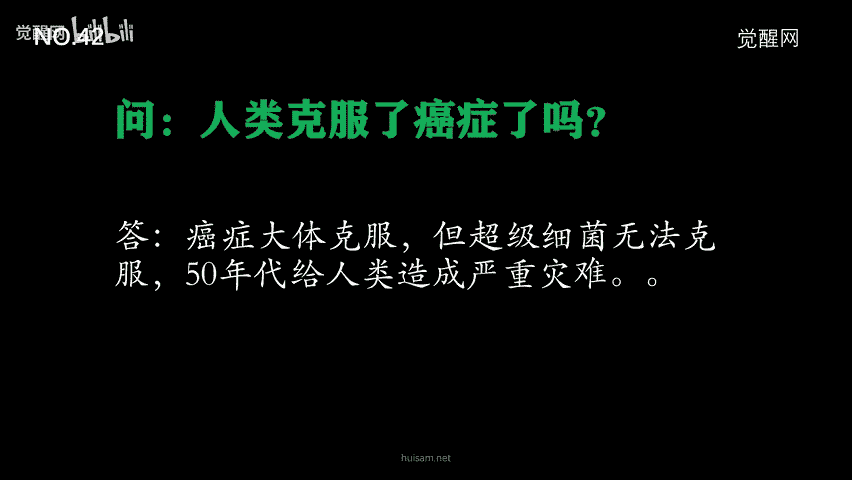 觉醒网 bilibili
NO.42
觉醒网
问：人类克服了癌症了吗？
答：癌症大体克服，但超级细菌无法克
服，50年代给人类造成严重灾难。。
huisam.net